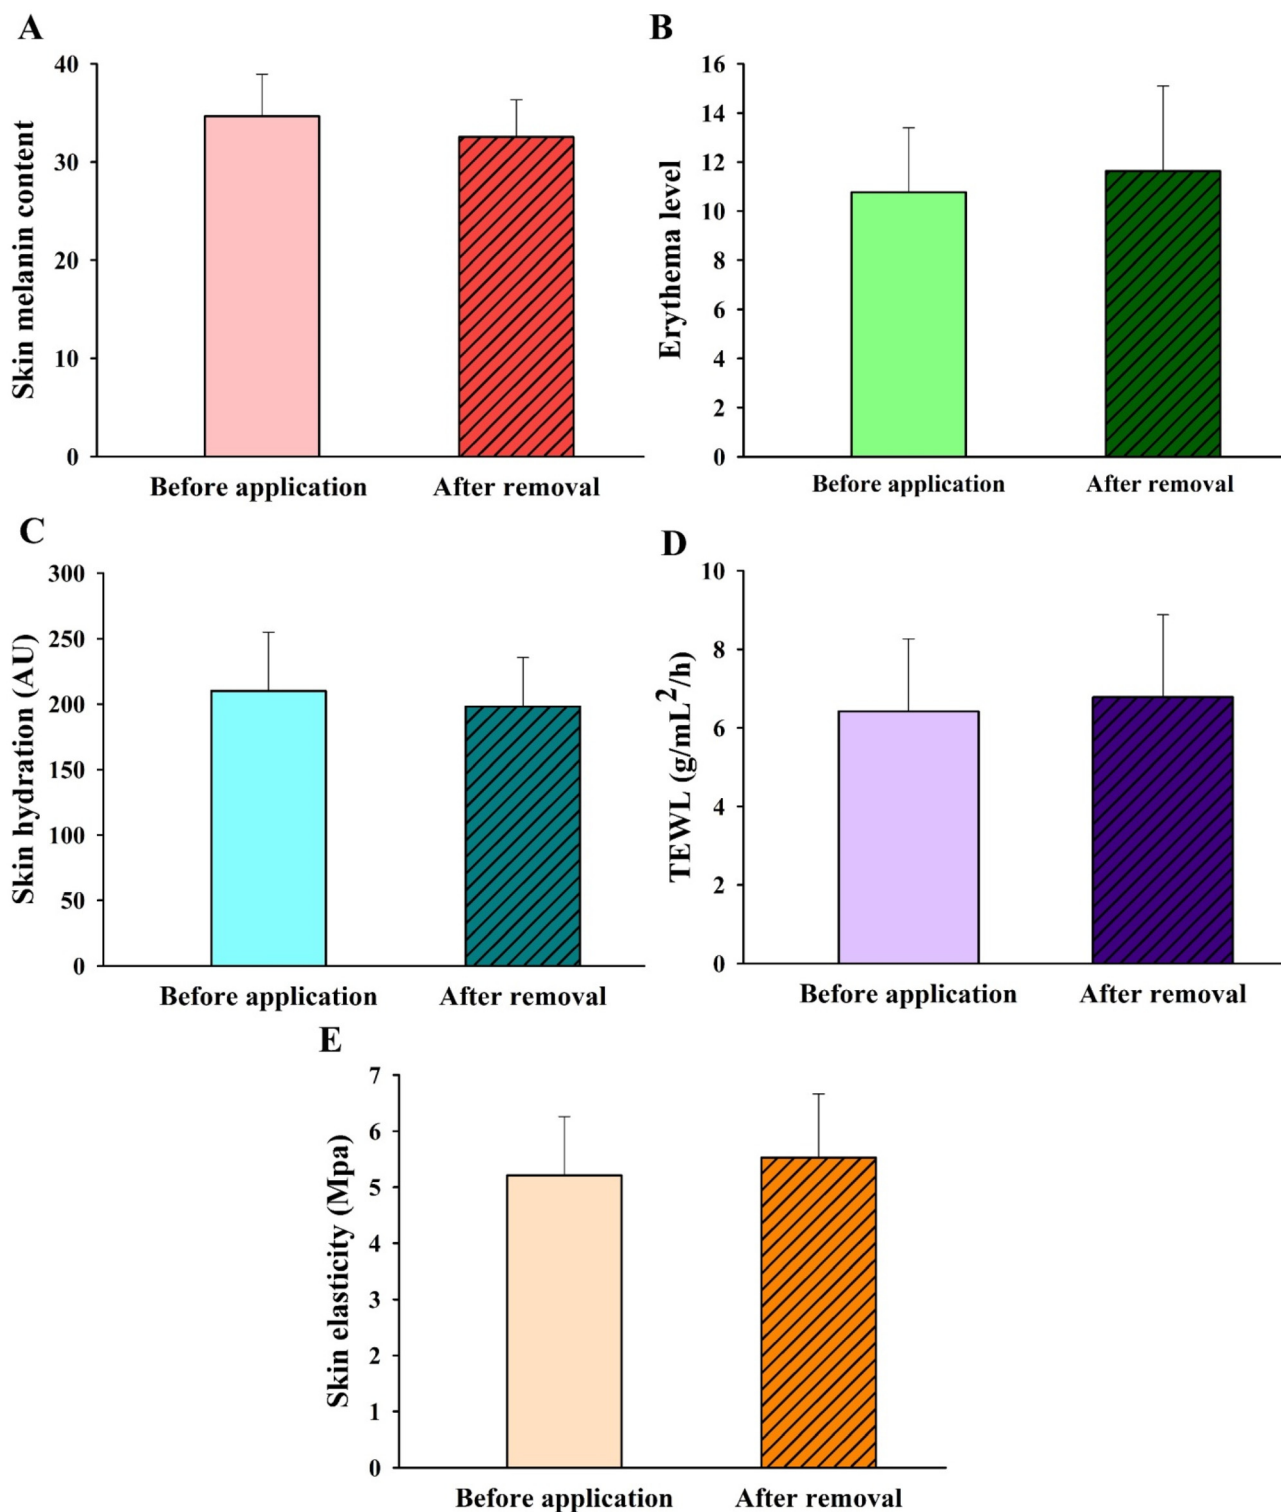 A
Skin melanin content
40
30
20
10
0
Before application After removal
B
Erythema level
16
14
12
10
8
6
4
2
0
Before application After removal
C
Skin hydration (AU)
300
250
200
150
100
50
0
Before application After removal
D
TEWL (g/mL²/h)
10
8
6
4
2
0
Before application After removal
E
Skin elasticity (Mpa)
7
6
5
4
3
2
1
0
Before application After removal